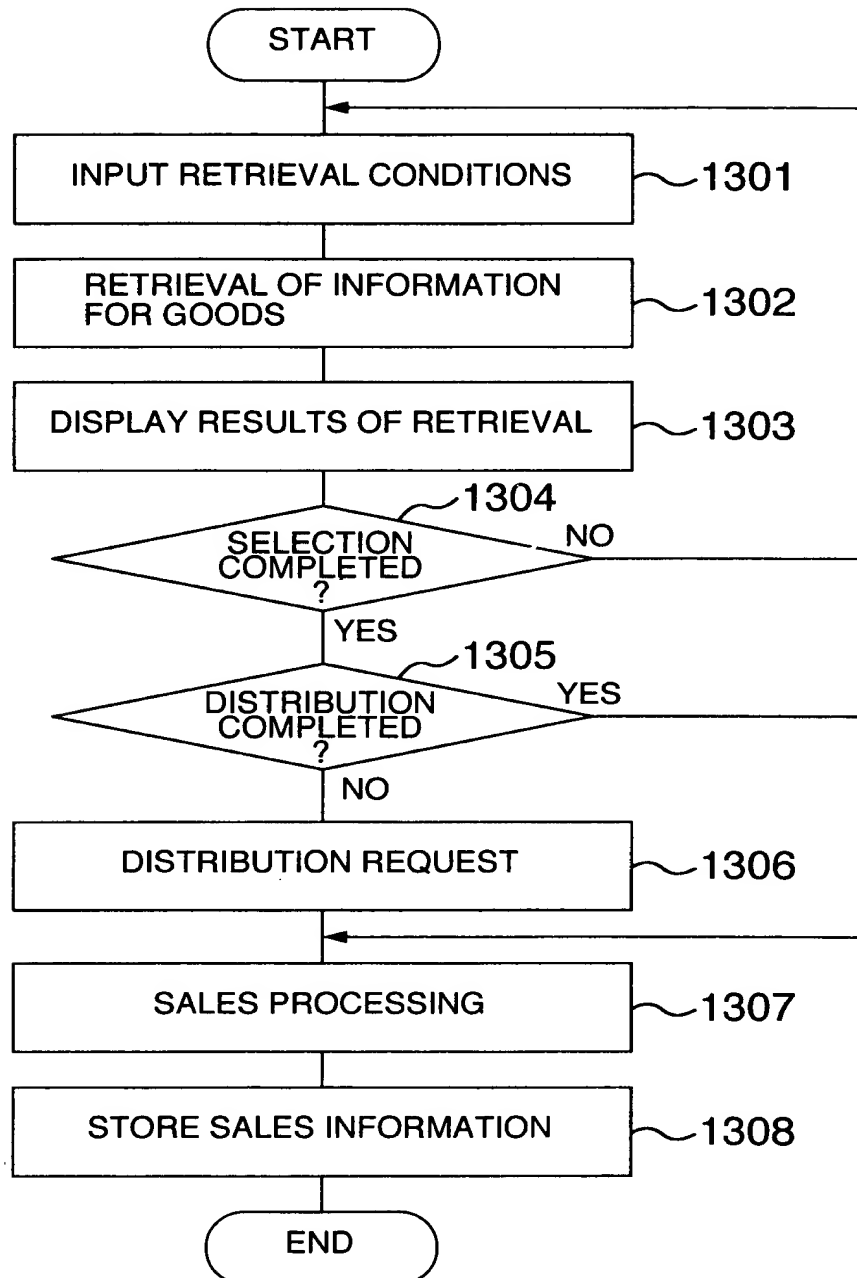 START
INPUT RETRIEVAL CONDITIONS
1301
RETRIEVAL OF INFORMATION
FOR GOODS
1302
DISPLAY RESULTS OF RETRIEVAL
1303
1304
SELECTION
COMPLETED
?
NO
YES
1305
DISTRIBUTION
COMPLETED
?
YES
NO
DISTRIBUTION REQUEST
1306
SALES PROCESSING
1307
STORE SALES INFORMATION
1308
END